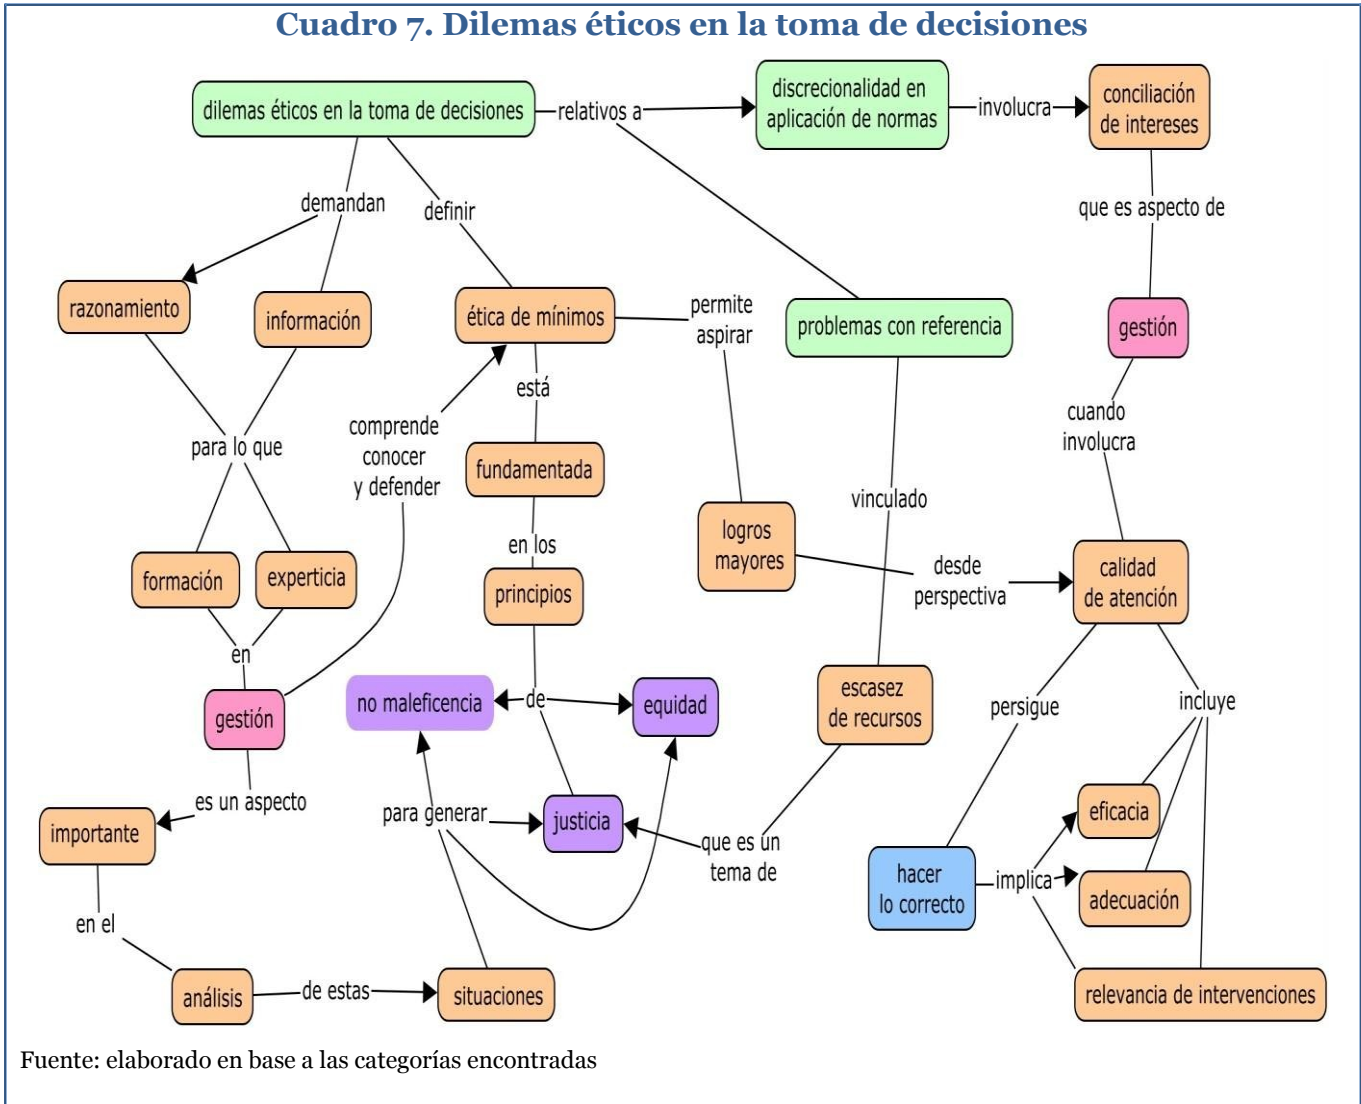 Cuadro 7. Dilemas éticos en la toma de decisiones
dilemas éticos en la toma de decisiones
relativos a
discrecionalidad en
aplicación de normas
involucra
conciliación
de intereses
demandan
definir
que es aspecto de
razonamiento
información
ética de mínimos
permite
aspirar
problemas con referencia
gestión
está
cuando
involucra
comprende
conocer
y defender
para lo que
fundamentada
vinculado
logros
mayores
en los
formación
experticia
principios
desde
perspectiva
calidad
de atención
en
gestión
no maleficencia
de
equidad
escasez
de recursos
persigue
incluye
es un aspecto
importante
para generar
justicia
que es un
tema de
eficacia
hacer
lo correcto
implica
adecuación
en el
análisis
de estas
situaciones
relevancia de intervenciones
Fuente: elaborado en base a las categorías encontradas